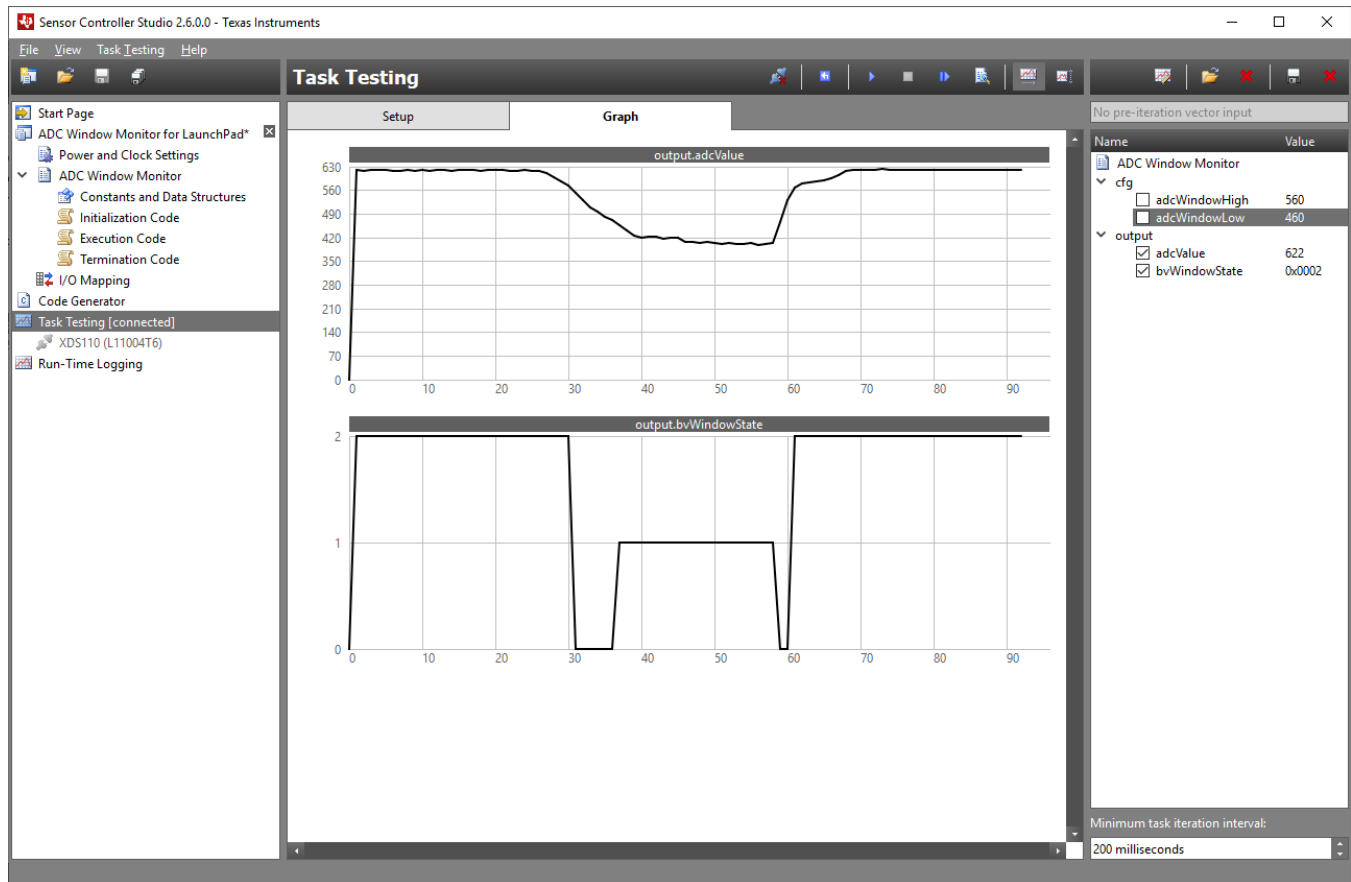 Sensor Controller Studio 2.6.0.0 - Texas Instruments
File View Task Testing Help
Task Testing
Start Page
ADC Window Monitor for LaunchPad*
Power and Clock Settings
ADC Window Monitor
Constants and Data Structures
Initialization Code
Execution Code
Termination Code
I/O Mapping
Code Generator
Task Testing [connected]
XDS110 (L11004T6)
Run-Time Logging
Setup Graph
output.adcValue
630
560
490
420
350
280
210
140
70
0
0 10 20 30 40 50 60 70 80 90
output.bvWindowState
2
1
0
0 10 20 30 40 50 60 70 80 90
No pre-iteration vector input
Name Value
ADC Window Monitor
cfg
adcWindowHigh 560
adcWindowLow 460
output
adcValue 622
bvWindowState 0x0002
Minimum task iteration interval:
200 milliseconds